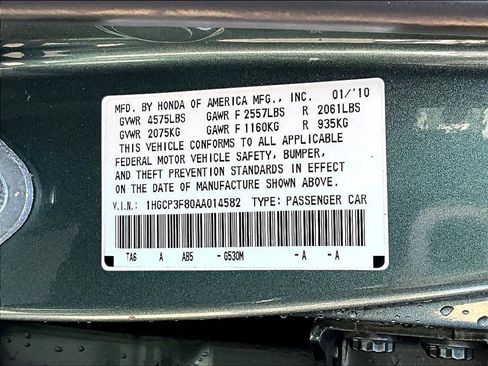 MFD. BY HONDA OF AMERICA MFG., INC. 01/'10
GVWR 4575LBS GAWR F 2557LBS R 2061LBS
GVWR 2075KG GAWR F 1160KG R 935KG
THIS VEHICLE CONFORMS TO ALL APPLICABLE
FEDERAL MOTOR VEHICLE SAFETY, BUMPER,
AND THEFT PREVENTION STANDARDS IN EFFECT
ON THE DATE OF MANUFACTURE SHOWN ABOVE.
V.I.N.: 1HGCP3F80AA014582 TYPE: PASSENGER CAR
TA6 A AB5 - G530M - A - A